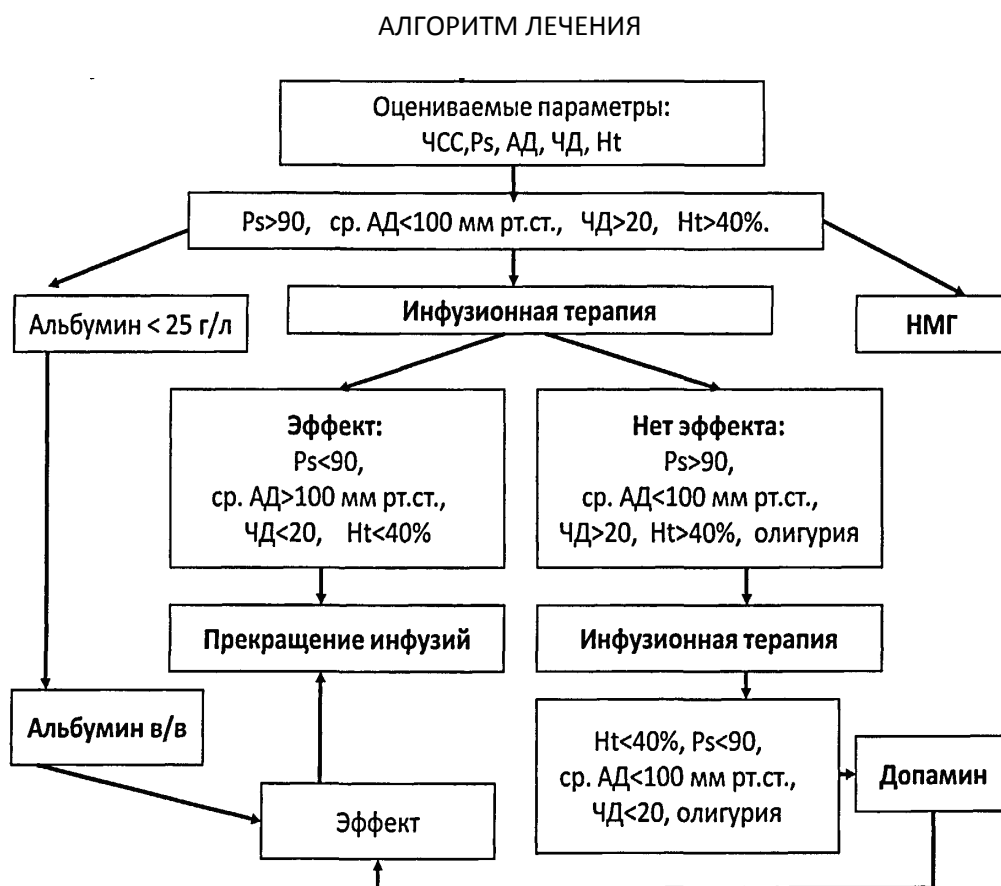 АЛГОРИТМ ЛЕЧЕНИЯ
Оцениваемые параметры:
ЧСС,Ps, АД, ЧД, Ht
Ps>90, ср. АД<100 мм рт.ст., ЧД>20, Ht>40%.
Альбумин < 25 г/л
Инфузионная терапия
НМГ
Эффект:
Ps<90,
ср. АД>100 мм рт.ст.,
ЧД<20, Ht<40%
Нет эффекта:
Ps>90,
ср. АД<100 мм рт.ст.,
ЧД>20, Ht>40%, олигурия
Прекращение инфузий
Инфузионная терапия
Альбумин в/в
Ht<40%, Ps<90,
ср. АД<100 мм рт.ст.,
ЧД<20, олигурия
Допамин
Эффект